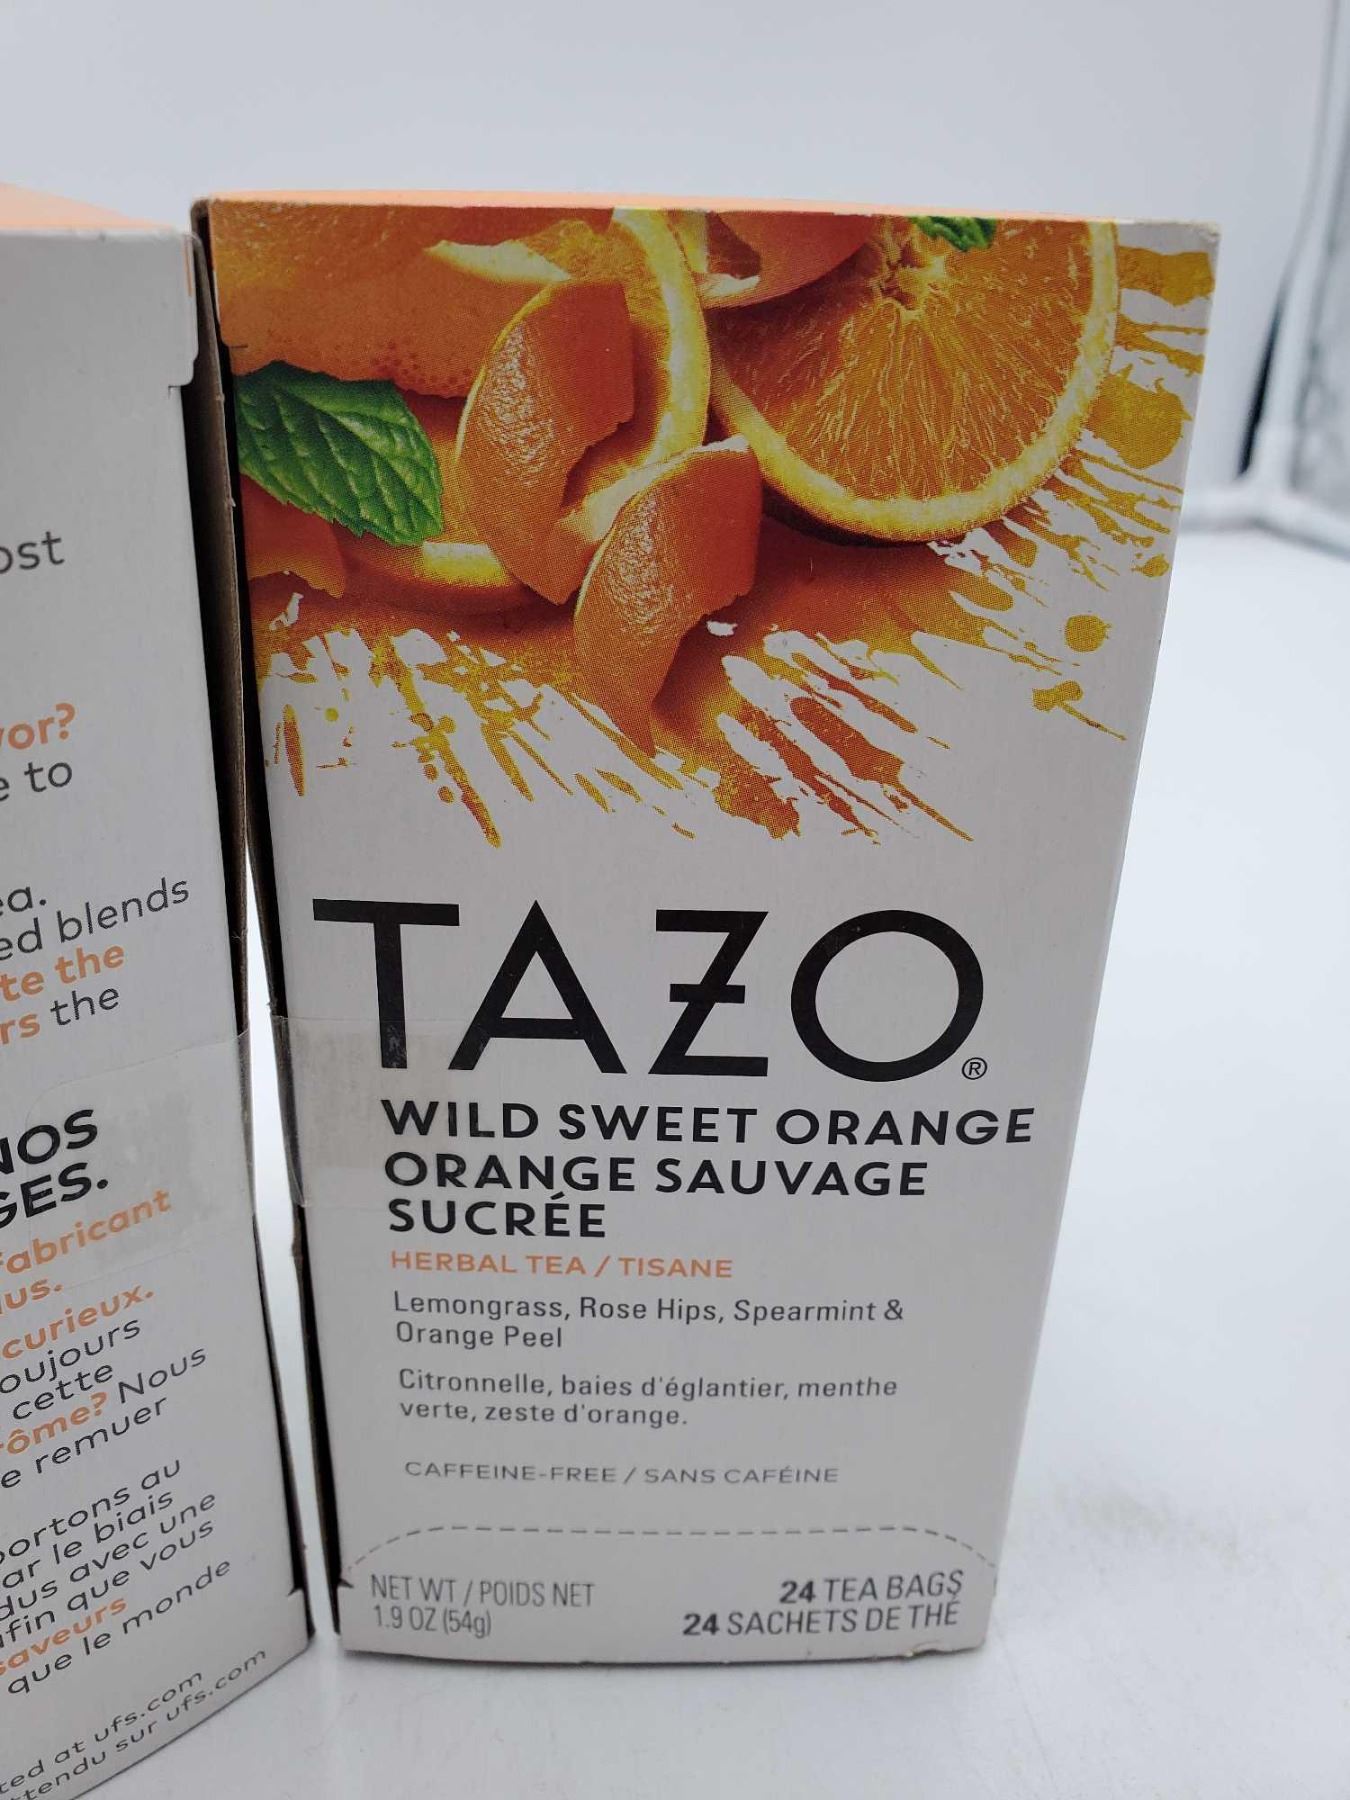 ost
vor?
e to
ea.
ed blends
te the
rs the
NOS
GES.
Fabricant
lus.
curieux.
oujours
cette
rôme? Nous
e remuer
portons au
ar le biais
dus avec une
afin que vous
saveurs
que le monde
ted at ufs.com
ttendu sur ufs.com
TAZO®
WILD SWEET ORANGE
ORANGE SAUVAGE
SUCRÉE
HERBAL TEA / TISANE
Lemongrass, Rose Hips, Spearmint &
Orange Peel
Citronnelle, baies d'églantier, menthe
verte, zeste d'orange.
CAFFEINE-FREE / SANS CAFÉINE
NET WT / POIDS NET
1.9 OZ (54g)
24 TEA BAGS
24 SACHETS DE THÉ